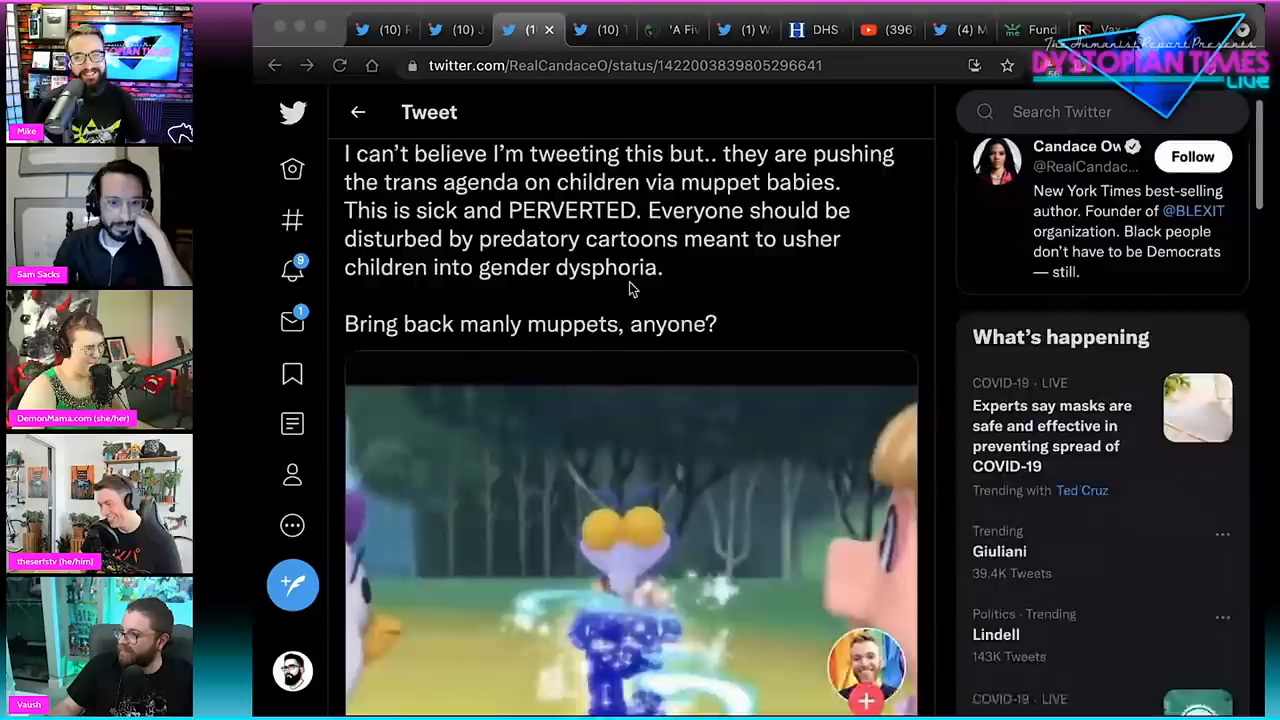 (10) F
(10) J
(1
(10) T
'A Fiv
(1) W
DHS
(396)
(4) M
Fund
Vax
The Humanist Report Presents
DYSTOPIAN TIMES
LIVE
twitter.com/RealCandaceO/status/1422003839805298641
56
Mike
Tweet
Search Twitter
I can't believe I'm tweeting this but.. they are pushing
the trans agenda on children via muppet babies.
This is sick and PERVERTED. Everyone should be
disturbed by predatory cartoons meant to usher
children into gender dysphoria.
Bring back manly muppets, anyone?
Candace Ow
@RealCandac...
Follow
New York Times best-selling
author. Founder of @BLEXIT
organization. Black people
don't have to be Democrats
— still.
Sam Sacks
9
1
What's happening
COVID-19 · LIVE
Experts say masks are
safe and effective in
preventing spread of
COVID-19
Trending with Ted Cruz
DemonMama.com (she/her)
Trending
Giuliani
39.4K Tweets
theserfstv (he/him)
Politics · Trending
Lindell
143K Tweets
COVID-19 · LIVE
Vaush